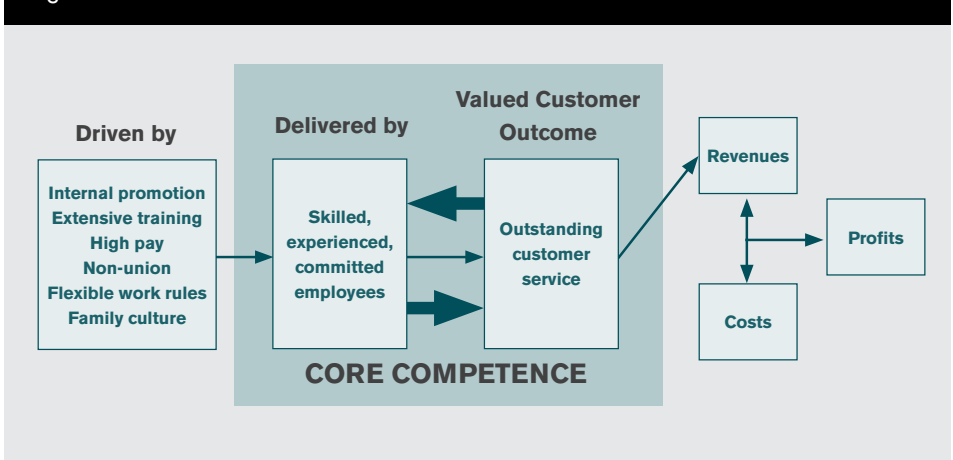 Driven by
Internal promotion
Extensive training
High pay
Non-union
Flexible work rules
Family culture
Delivered by
Skilled,
experienced,
committed
employees
Valued Customer
Outcome
Outstanding
customer
service
CORE COMPETENCE
Revenues
Costs
Profits